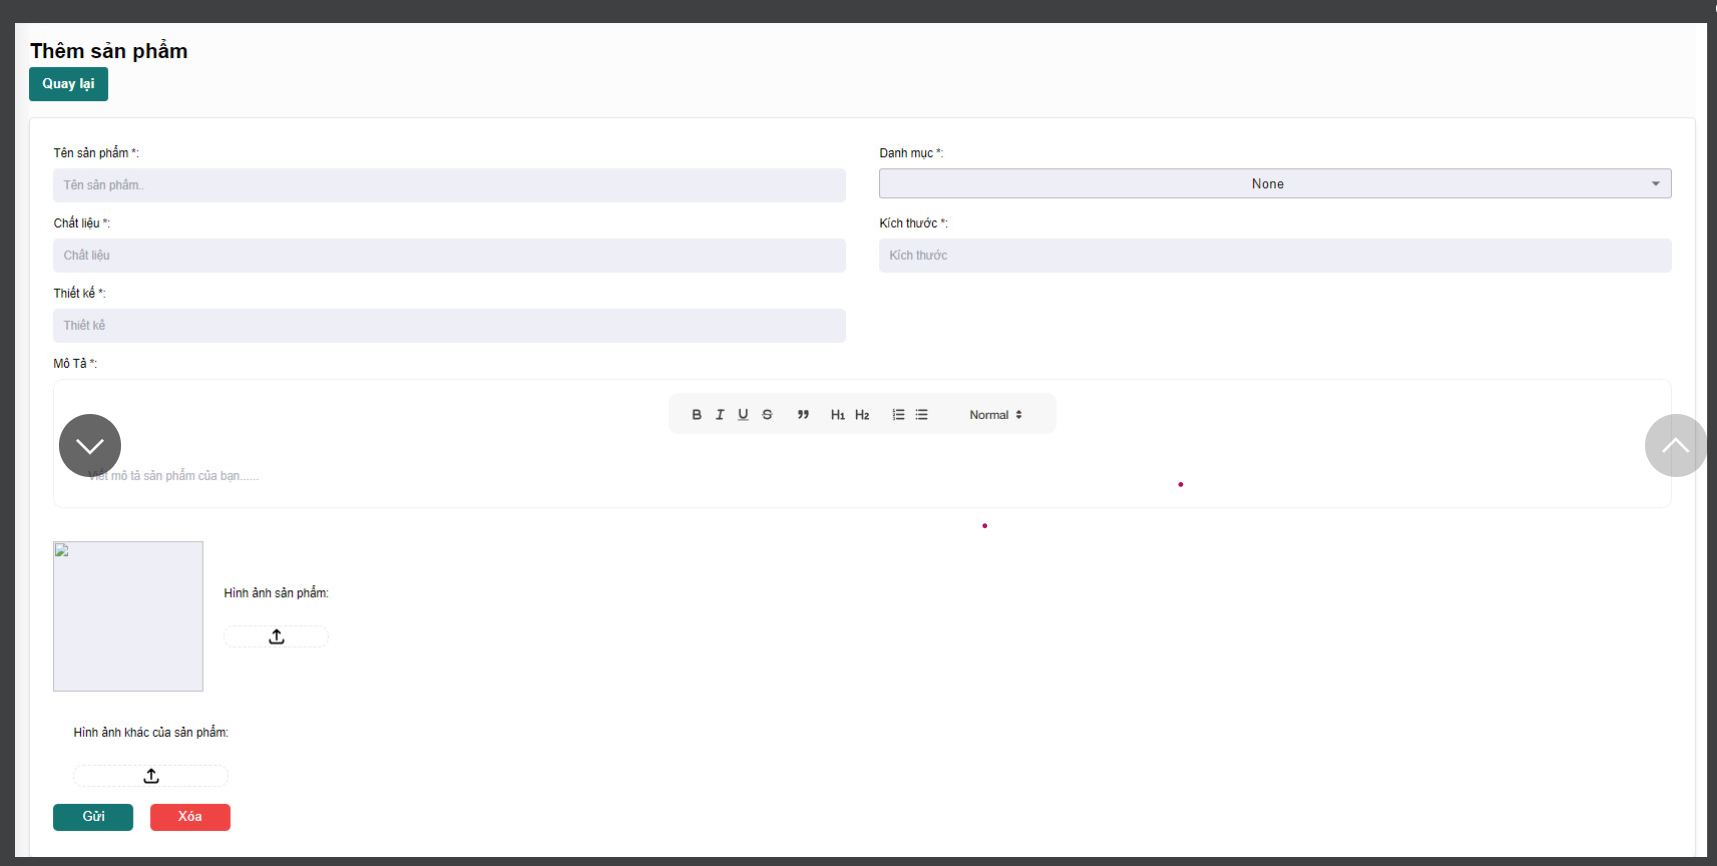 Thêm sản phẩm
Quay lại
Tên sản phẩm *:
Danh mục *:
Tên sản phẩm..
None
Chất liệu *:
Kích thước *:
Chất liệu
Kích thước
Thiết kế *:
Thiết kế
Mô Tả *:
B I U S H1 H2 Normal
Viết mô tả sản phẩm của bạn......
Hình ảnh sản phẩm:
Hình ảnh khác của sản phẩm:
Gửi Xóa